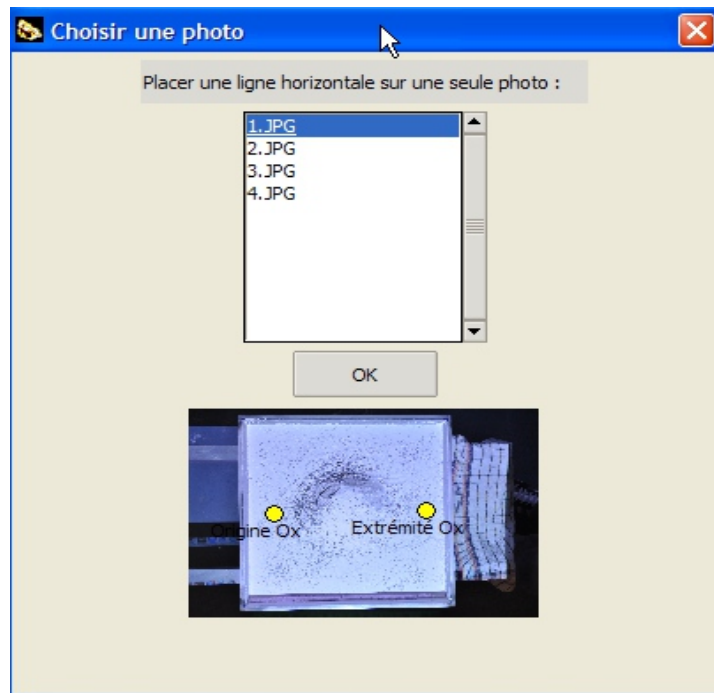 Choisir une photo
Placer une ligne horizontale sur une seule photo :
1.JPG
2.JPG
3.JPG
4.JPG
OK
Origine Ox
Extrémité Ox